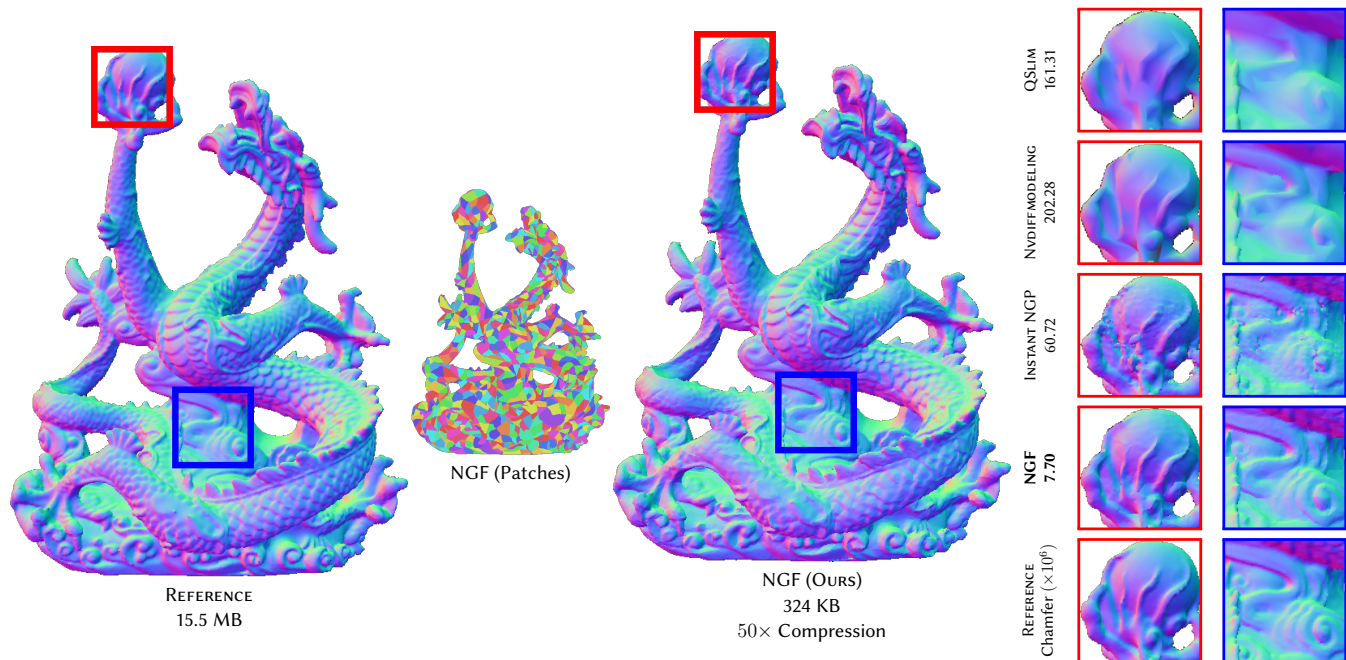 REFERENCE
15.5 MB
NGF (Patches)
NGF (OURS)
324 KB
50× Compression
QSLIM
161.31
NVDIFFMODELING
202.28
INSTANT NGP
60.72
NGF
7.70
REFERENCE
Chamfer (×10⁶)